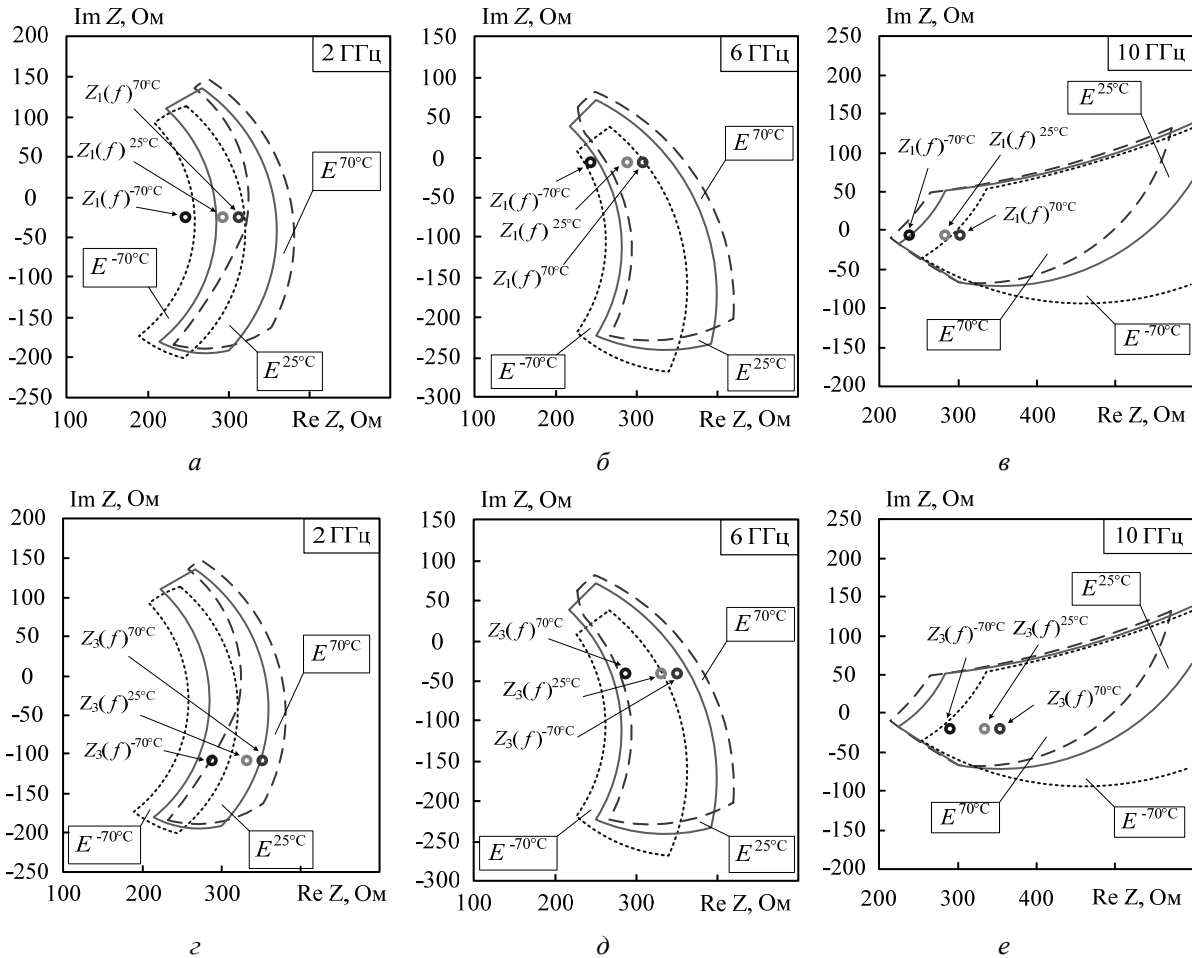 Im Z, Ом
2 ГГц
200
150
100
50
0
-50
-100
-150
-200
-250
Z₁(f)⁷⁰°ᶜ
Z₁(f)²⁵°ᶜ
Z₁(f)⁻⁷⁰°ᶜ
E⁷⁰°ᶜ
E⁻⁷⁰°ᶜ
E²⁵°ᶜ
100 200 300 Re Z, Ом
а
Im Z, Ом
6 ГГц
150
100
50
0
-50
-100
-150
-200
-250
-300
E⁷⁰°ᶜ
Z₁(f)⁻⁷⁰°ᶜ
Z₁(f)²⁵°ᶜ
Z₁(f)⁷⁰°ᶜ
E⁻⁷⁰°ᶜ
E²⁵°ᶜ
100 200 300 Re Z, Ом
б
Im Z, Ом
10 ГГц
250
200
150
100
50
0
-50
-100
-150
-200
E²⁵°ᶜ
Z₁(f)⁻⁷⁰°ᶜ
Z₁(f)²⁵°ᶜ
Z₁(f)⁷⁰°ᶜ
E⁷⁰°ᶜ
E⁻⁷⁰°ᶜ
200 300 400 Re Z, Ом
в
Im Z, Ом
2 ГГц
200
150
100
50
0
-50
-100
-150
-200
-250
Z₃(f)⁷⁰°ᶜ
E⁷⁰°ᶜ
Z₃(f)²⁵°ᶜ
Z₃(f)⁻⁷⁰°ᶜ
E⁻⁷⁰°ᶜ
E²⁵°ᶜ
100 200 300 Re Z, Ом
г
Im Z, Ом
6 ГГц
150
100
50
0
-50
-100
-150
-200
-250
-300
Z₃(f)⁷⁰°ᶜ
E⁷⁰°ᶜ
Z₃(f)²⁵°ᶜ
Z₃(f)⁻⁷⁰°ᶜ
E⁻⁷⁰°ᶜ
E²⁵°ᶜ
100 200 300 Re Z, Ом
д
Im Z, Ом
10 ГГц
250
200
150
100
50
0
-50
-100
-150
-200
E²⁵°ᶜ
Z₃(f)⁻⁷⁰°ᶜ
Z₃(f)²⁵°ᶜ
Z₃(f)⁷⁰°ᶜ
E⁷⁰°ᶜ
E⁻⁷⁰°ᶜ
200 300 400 Re Z, Ом
е